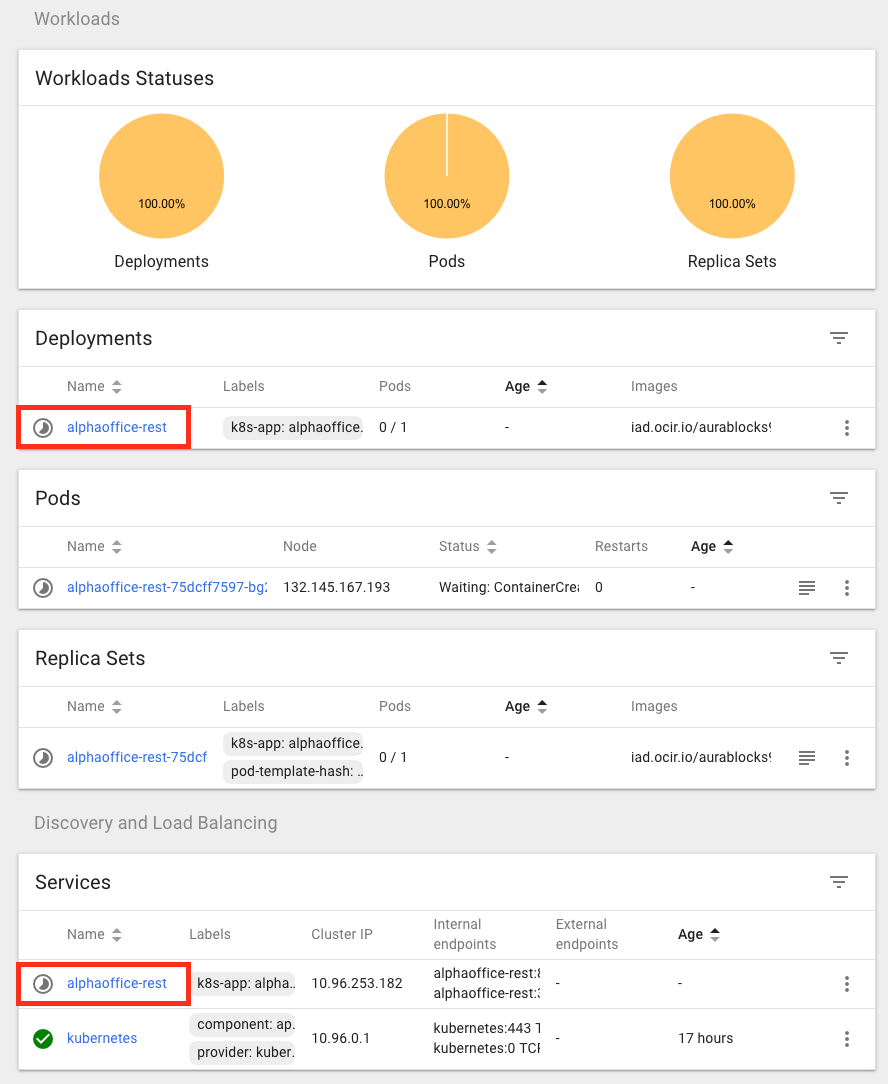 Workloads
Workloads Statuses
100.00% 100.00% 100.00%
Deployments Pods Replica Sets
Deployments
Name Labels Pods Age Images
alphaoffice-rest k8s-app: alphaoffice. 0 / 1 - iad.ocir.io/aurablocks9
Pods
Name Node Status Restarts Age
alphaoffice-rest-75dcff7597-bg2 132.145.167.193 Waiting: ContainerCrea 0 -
Replica Sets
Name Labels Pods Age Images
k8s-app: alphaoffice.
alphaoffice-rest-75dcf 0 / 1 - iad.ocir.io/aurablocks9
pod-template-hash: ..
Discovery and Load Balancing
Services
Name Labels Cluster IP Internal endpoints External endpoints Age
alphaoffice-rest k8s-app: alpha.. 10.96.253.182 alphaoffice-rest:8 - -
alphaoffice-rest:3
kubernetes component: ap. 10.96.0.1 kubernetes:443 T - 17 hours
provider: kuber. kubernetes:0 TCP